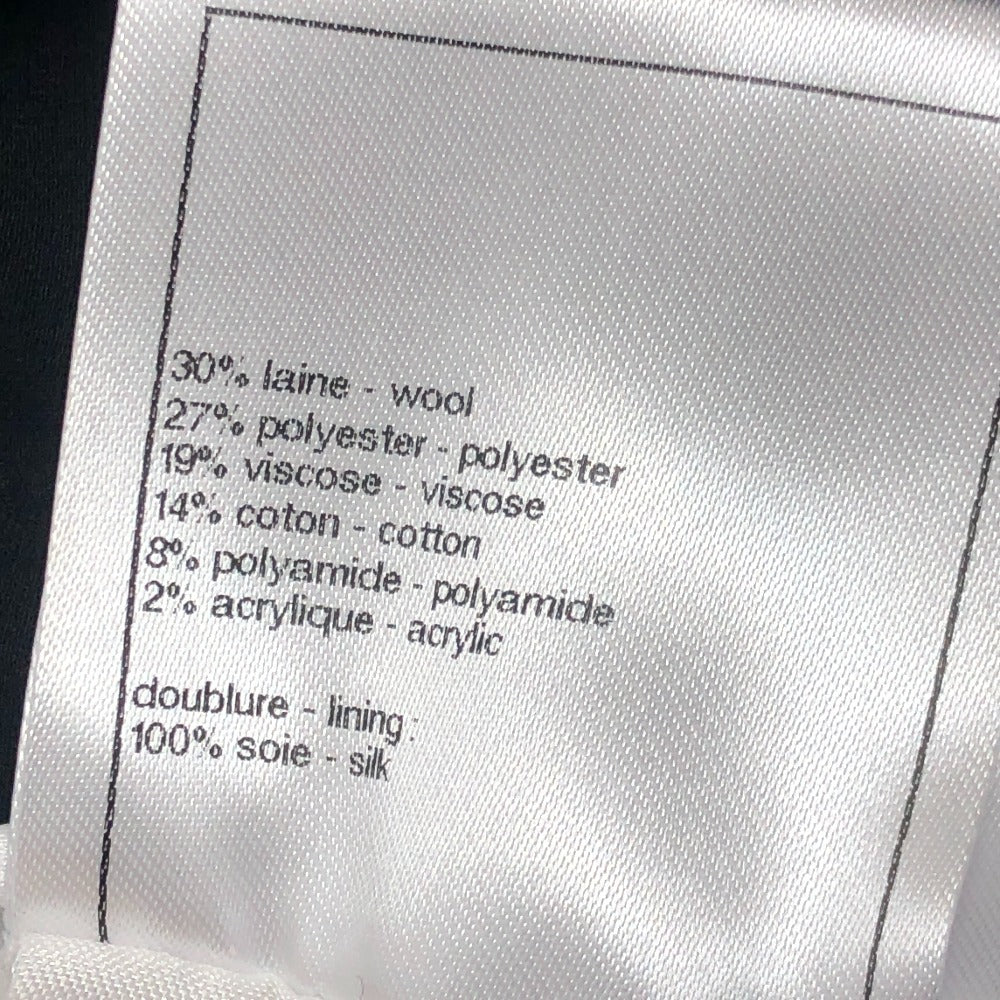 30% laine - wool
27% polyester - polyester
19% viscose - viscose
14% coton - cotton
8% polyamide - polyamide
2% acrylique - acrylic
doublure - lining:
100% soie - silk